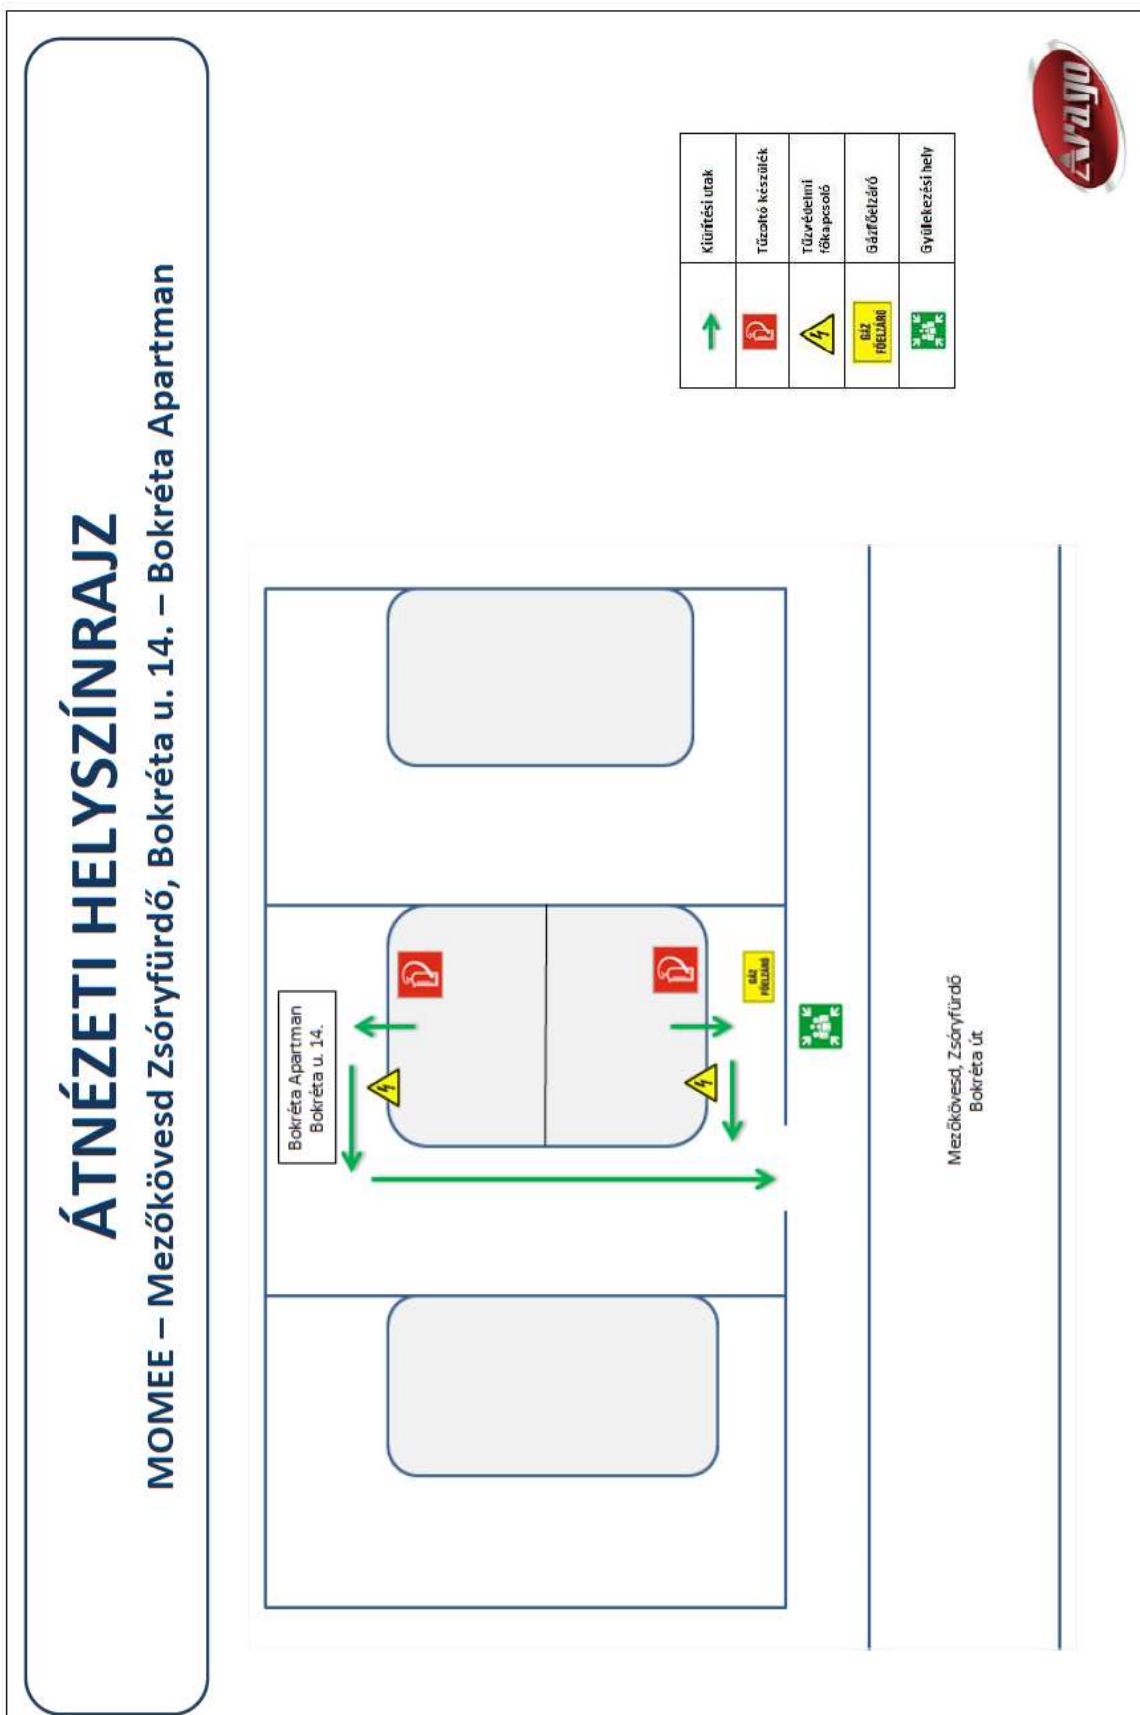 ÁTNÉZETI HELYSZÍNRAJZ
MOMEE – Mezőkövesd Zsóryfürdő, Bokréta u. 14. – Bokréta Apartman
Bokréta Apartman
Bokréta u. 14.
GÁZ
FŐELZÁRÓ
Mezőkövesd, Zsóryfürdő
Bokréta út
Kiürítési utak
Tűzoltó készülék
Tűzvédelmi
főkapcsoló
GÁZ
FŐELZÁRÓ
Gázfőelzáró
Gyülekezési hely
Arago